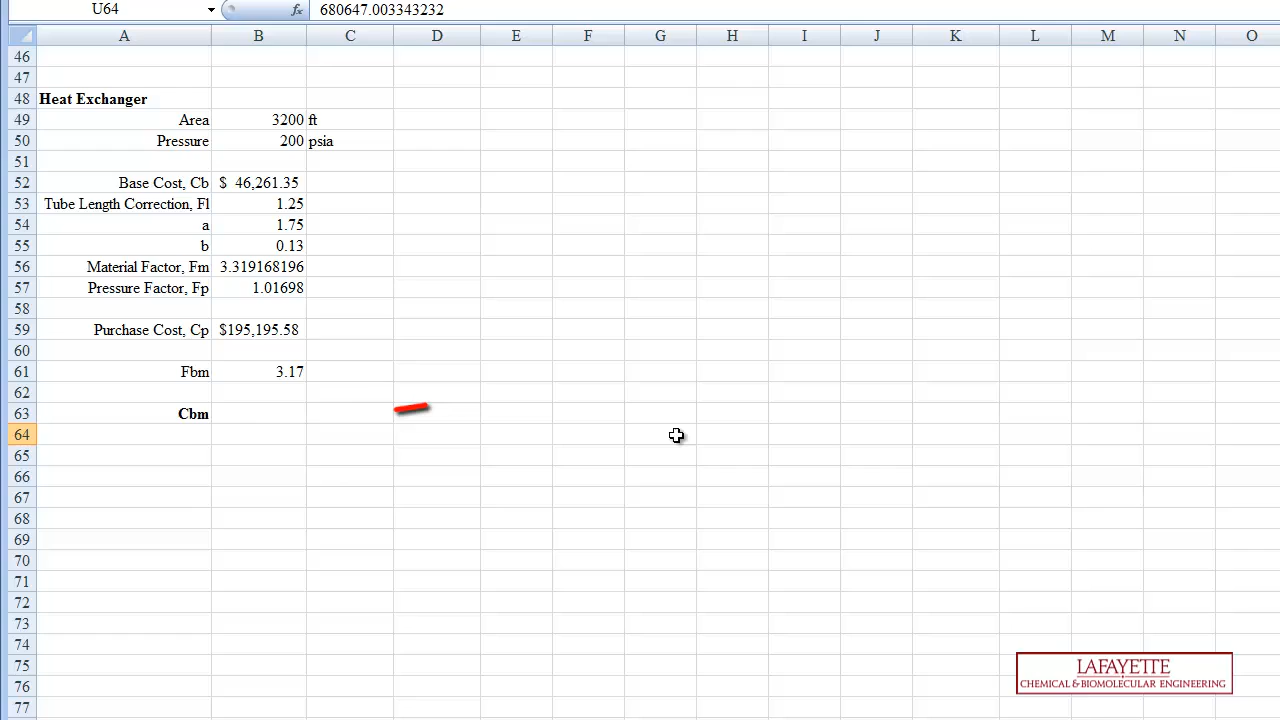 U64 fx 680647.003343232
A B C D E F G H I J K L M N O
46
47
48 Heat Exchanger
49 Area 3200 ft
50 Pressure 200 psia
51
52 Base Cost, Cb $ 46,261.35
53 Tube Length Correction, Fl 1.25
54 a 1.75
55 b 0.13
56 Material Factor, Fm 3.319168196
57 Pressure Factor, Fp 1.01698
58
59 Purchase Cost, Cp $195,195.58
60
61 Fbm 3.17
62
63 Cbm
64
65
66
67
68
69
70
71
72
73
74
75
76
77
LAFAYETTE
CHEMICAL & BIOMOLECULAR ENGINEERING